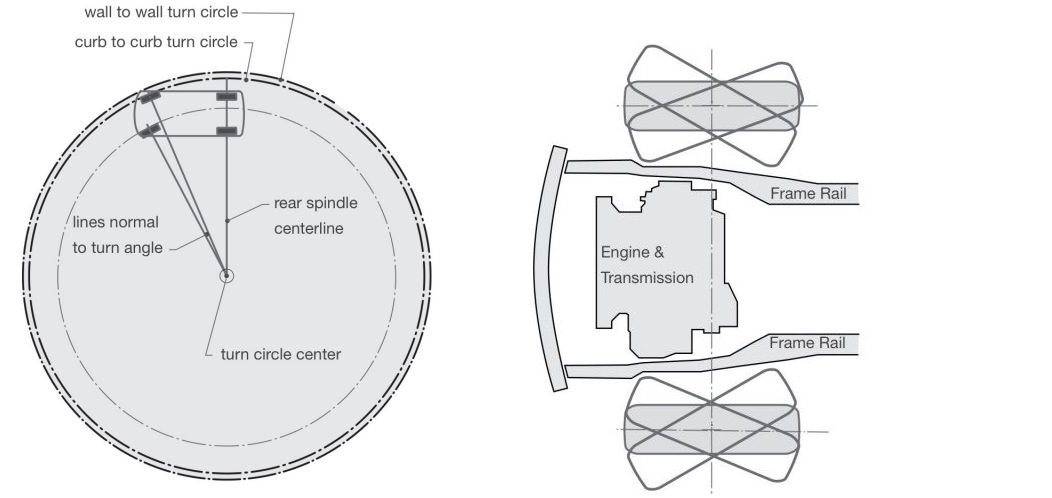 wall to wall turn circle
curb to curb turn circle
rear spindle
centerline
lines normal
to turn angle
turn circle center
Frame Rail
Engine &
Transmission
Frame Rail